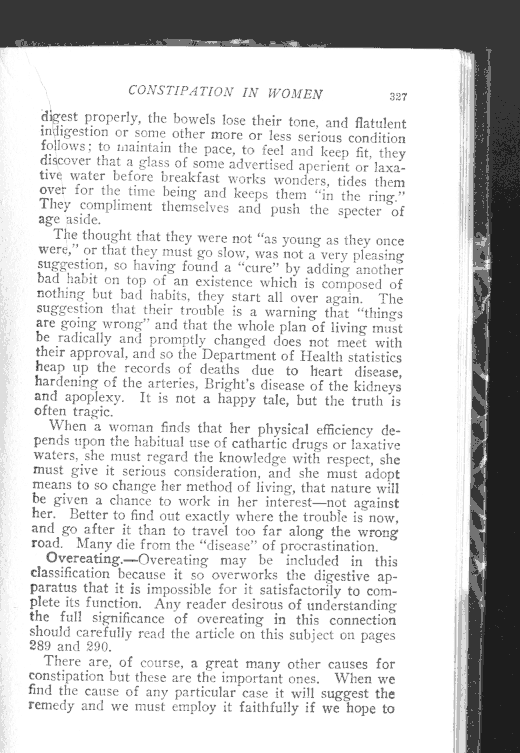 CONSTIPATION IN WOMEN 327
digest properly, the bowels lose their tone, and flatulent
indigestion or some other more or less serious condition
follows; to maintain the pace, to feel and keep fit, they
discover that a glass of some advertised aperient or laxa-
tive water before breakfast works wonders, tides them
over for the time being and keeps them "in the ring."
They compliment themselves and push the specter of
age aside.
The thought that they were not "as young as they once
were," or that they must go slow, was not a very pleasing
suggestion, so having found a "cure" by adding another
bad habit on top of an existence which is composed of
nothing but bad habits, they start all over again. The
suggestion that their trouble is a warning that "things
are going wrong" and that the whole plan of living must
be radically and promptly changed does not meet with
their approval, and so the Department of Health statistics
heap up the records of deaths due to heart disease,
hardening of the arteries, Bright's disease of the kidneys
and apoplexy. It is not a happy tale, but the truth is
often tragic.
When a woman finds that her physical efficiency de-
pends upon the habitual use of cathartic drugs or laxative
waters, she must regard the knowledge with respect, she
must give it serious consideration, and she must adopt
means to so change her method of living, that nature will
be given a chance to work in her interest—not against
her. Better to find out exactly where the trouble is now,
and go after it than to travel too far along the wrong
road. Many die from the "disease" of procrastination.
Overeating.—Overeating may be included in this
classification because it so overworks the digestive ap-
paratus that it is impossible for it satisfactorily to com-
plete its function. Any reader desirous of understanding
the full significance of overeating in this connection
should carefully read the article on this subject on pages
289 and 290.
There are, of course, a great many other causes for
constipation but these are the important ones. When we
find the cause of any particular case it will suggest the
remedy and we must employ it faithfully if we hope to